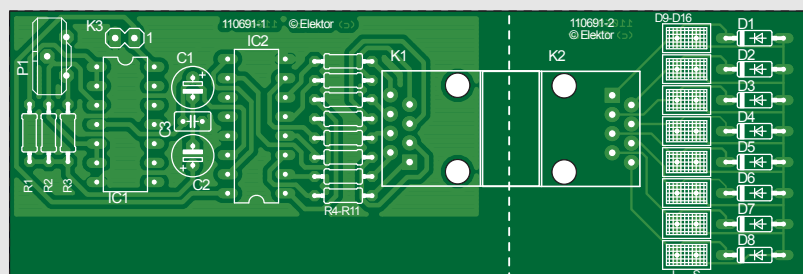 110691-1
© Elektor
110691-2
© Elektor
D9-D16
K3
1
P1
C1
IC2
K1
K2
C3
C2
R1
R2
R3
IC1
R4-R11
D1
D2
D3
D4
D5
D6
D7
D8